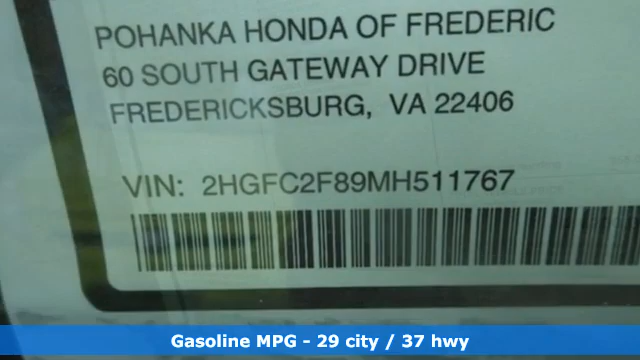 POHANKA HONDA OF FREDERIC
60 SOUTH GATEWAY DRIVE
FREDERICKSBURG, VA 22406
VIN: 2HGFC2F89MH511767
Gasoline MPG - 29 city / 37 hwy